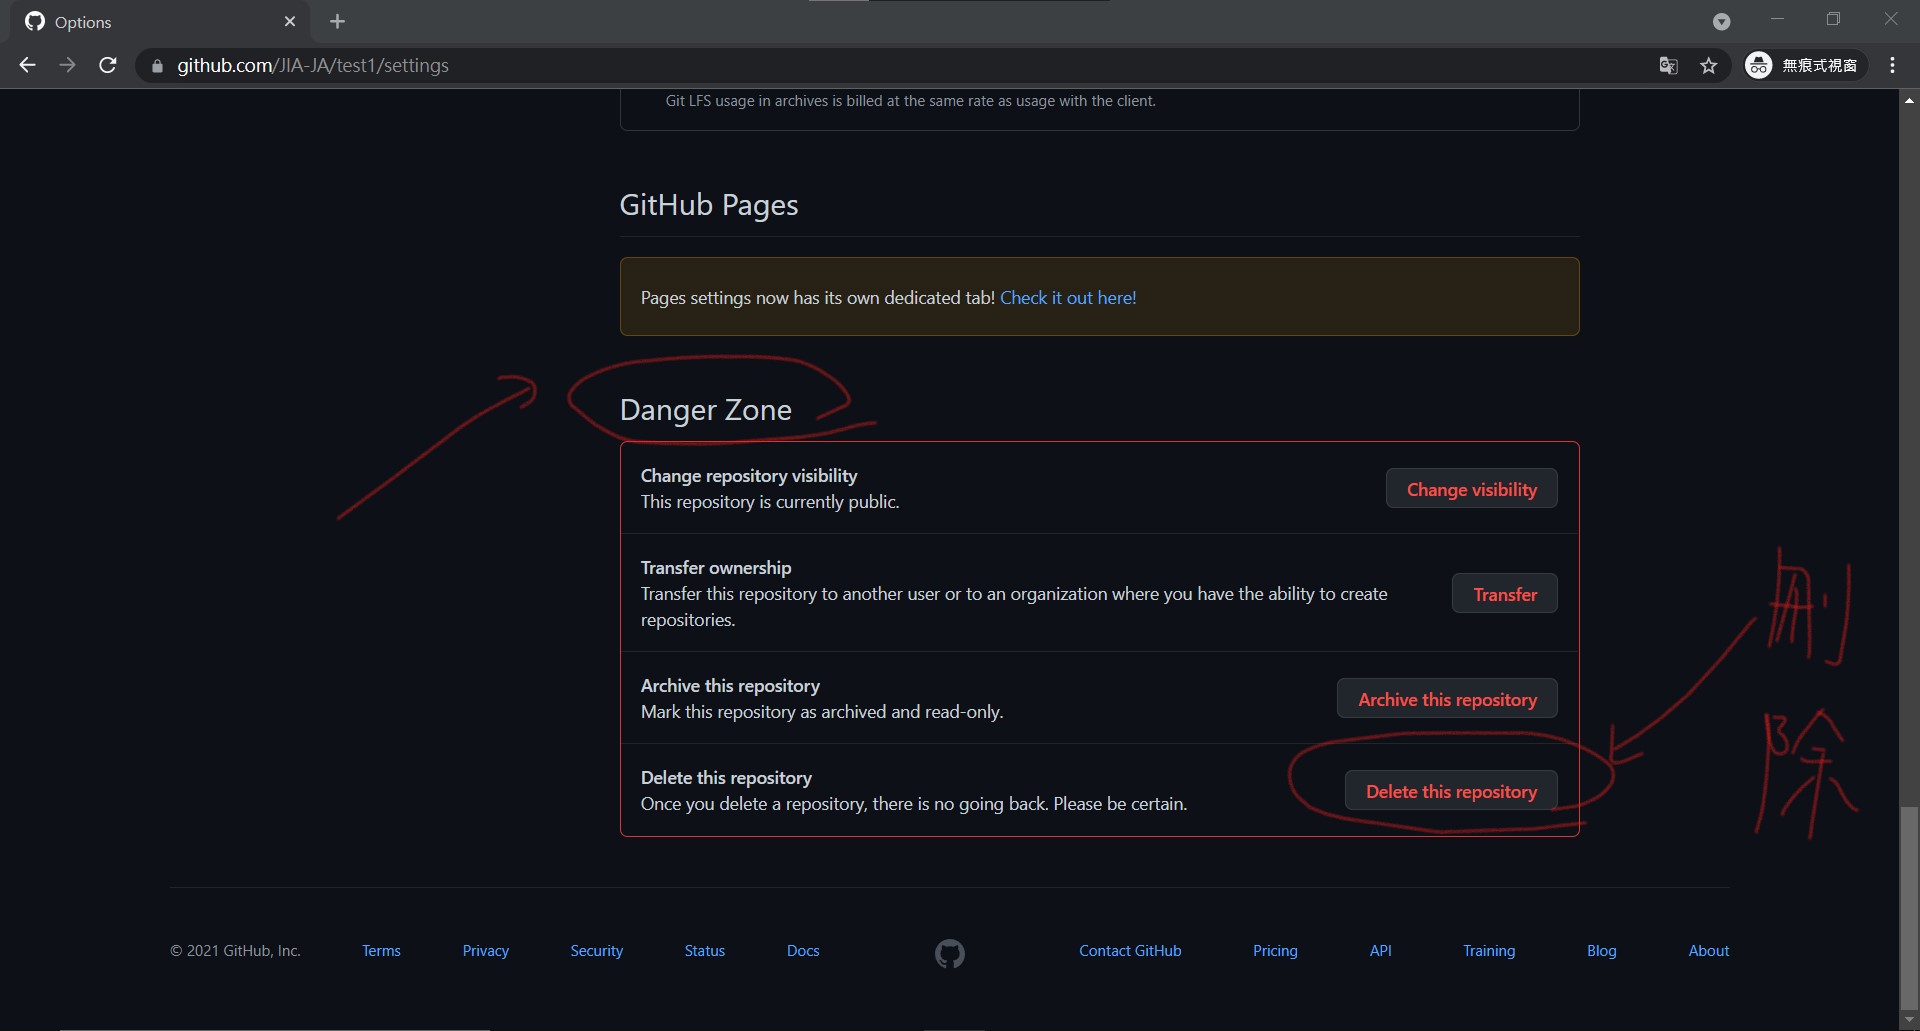 Options
github.com/JIA-JA/test1/settings
無痕式視窗
Git LFS usage in archives is billed at the same rate as usage with the client.
GitHub Pages
Pages settings now has its own dedicated tab! Check it out here!
Danger Zone
Change repository visibility
This repository is currently public.
Change visibility
Transfer ownership
Transfer this repository to another user or to an organization where you have the ability to create
repositories.
Transfer
Archive this repository
Mark this repository as archived and read-only.
Archive this repository
Delete this repository
Once you delete a repository, there is no going back. Please be certain.
Delete this repository
刪
除
© 2021 GitHub, Inc. Terms Privacy Security Status Docs Contact GitHub Pricing API Training Blog About